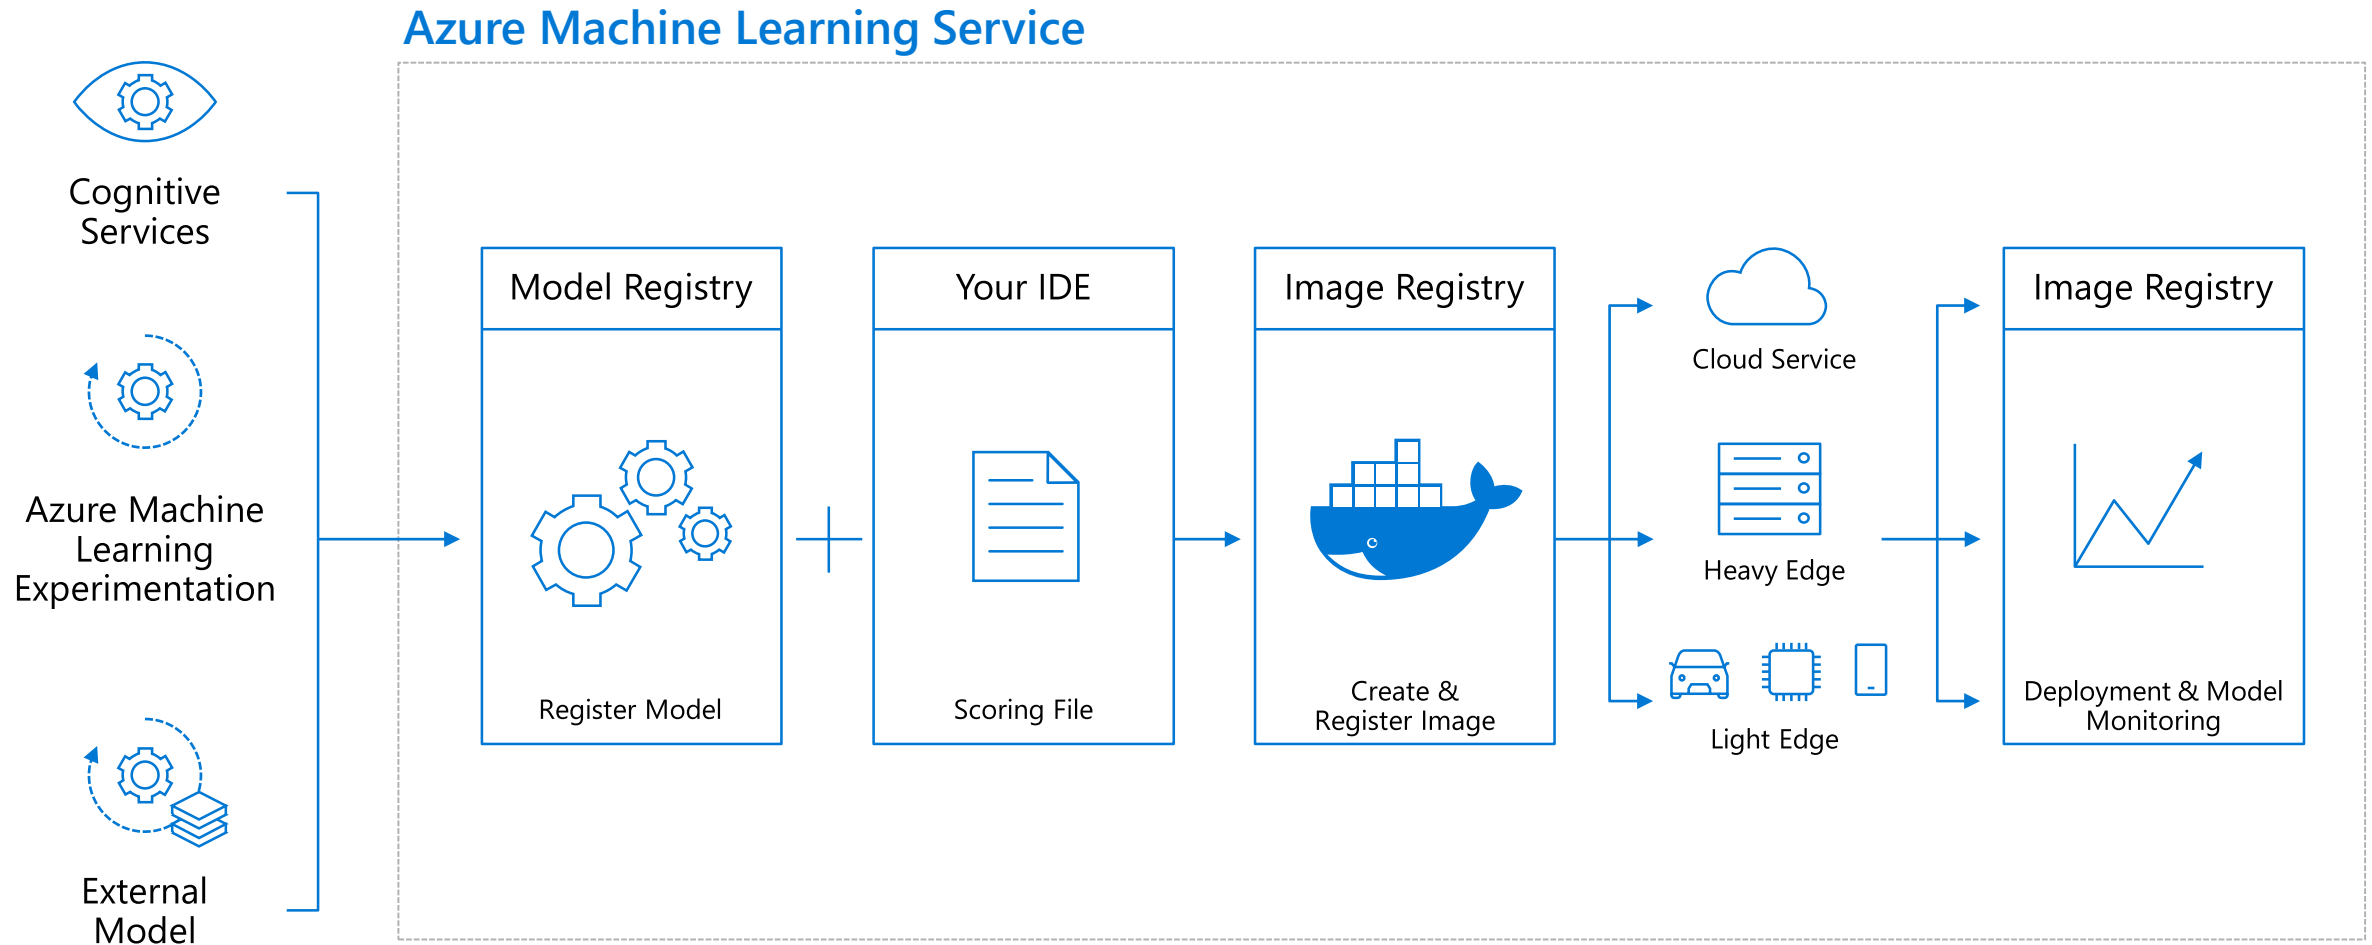 Azure Machine Learning Service
Cognitive
Services
Azure Machine
Learning
Experimentation
External
Model
Model Registry
Register Model
Your IDE
Scoring File
Image Registry
Create &
Register Image
Cloud Service
Heavy Edge
Light Edge
Image Registry
Deployment & Model
Monitoring